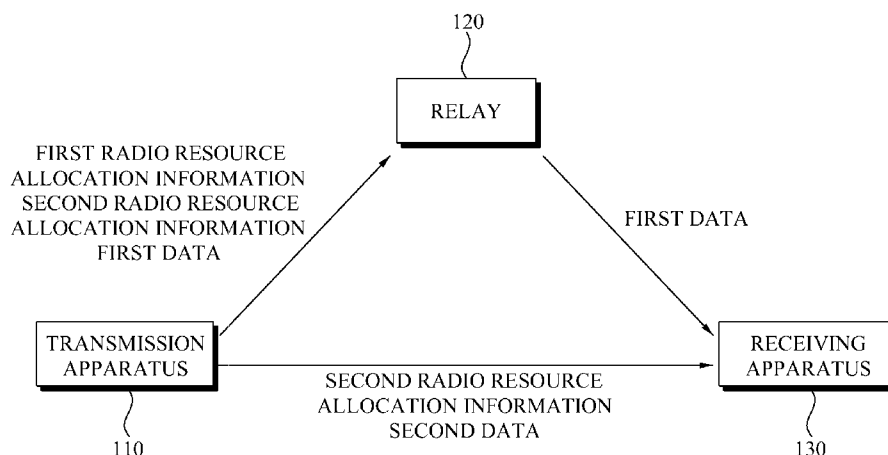 120
RELAY
FIRST RADIO RESOURCE
ALLOCATION INFORMATION
SECOND RADIO RESOURCE
ALLOCATION INFORMATION
FIRST DATA
FIRST DATA
TRANSMISSION
APPARATUS
RECEIVING
APPARATUS
SECOND RADIO RESOURCE
ALLOCATION INFORMATION
SECOND DATA
110
130